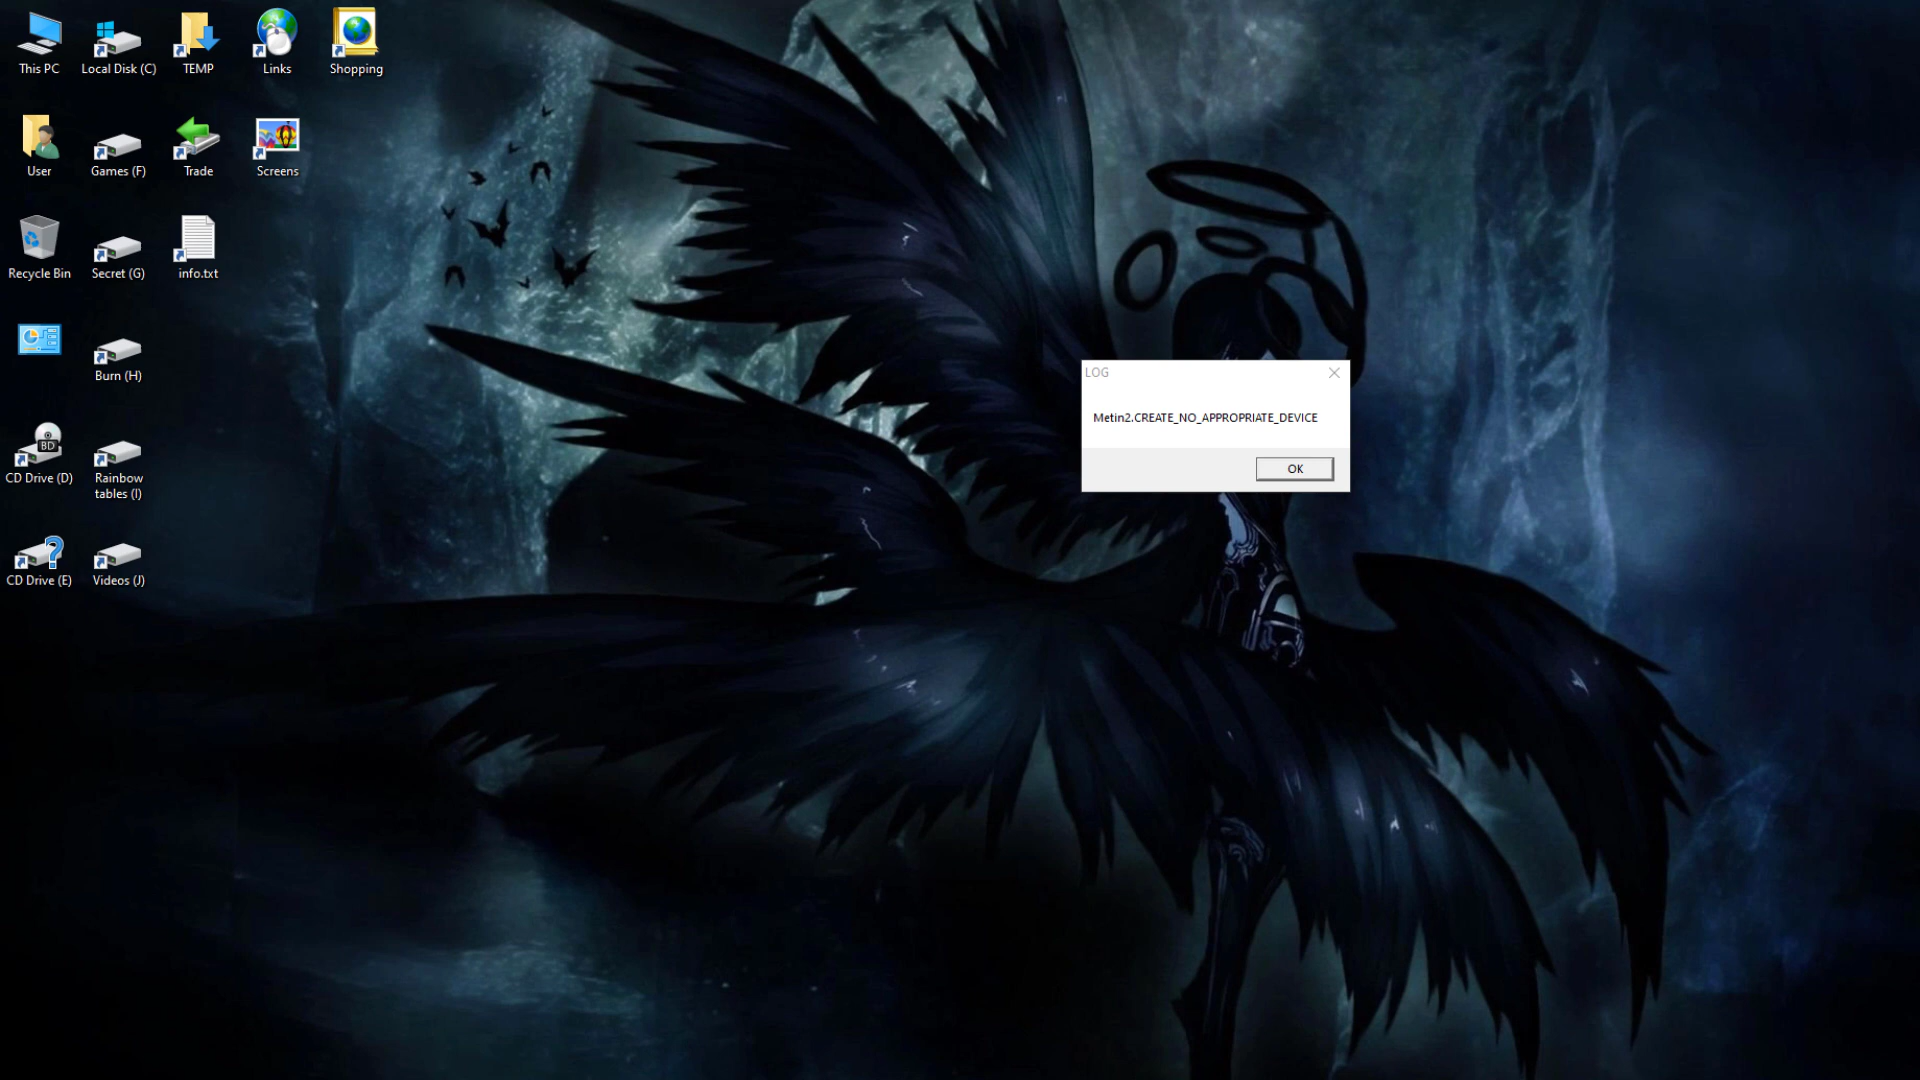 This PC
Local Disk (C)
TEMP
Links
Shopping
User
Games (F)
Trade
Screens
Recycle Bin
Secret (G)
info.txt
Burn (H)
CD Drive (D)
BD
Rainbow
tables (I)
CD Drive (E)
Videos (J)
LOG
Metin2.CREATE_NO_APPROPRIATE_DEVICE
OK